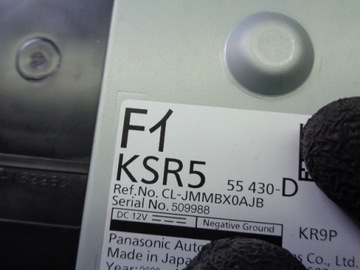 F1
KSR5 55 430-D
Ref.No. CL-JMMBX0AJB
Serial No. 509988
DC 12V Negative Ground
KR9P
Panasonic Auto
Co., Ltd.
Made in Japan
Year: